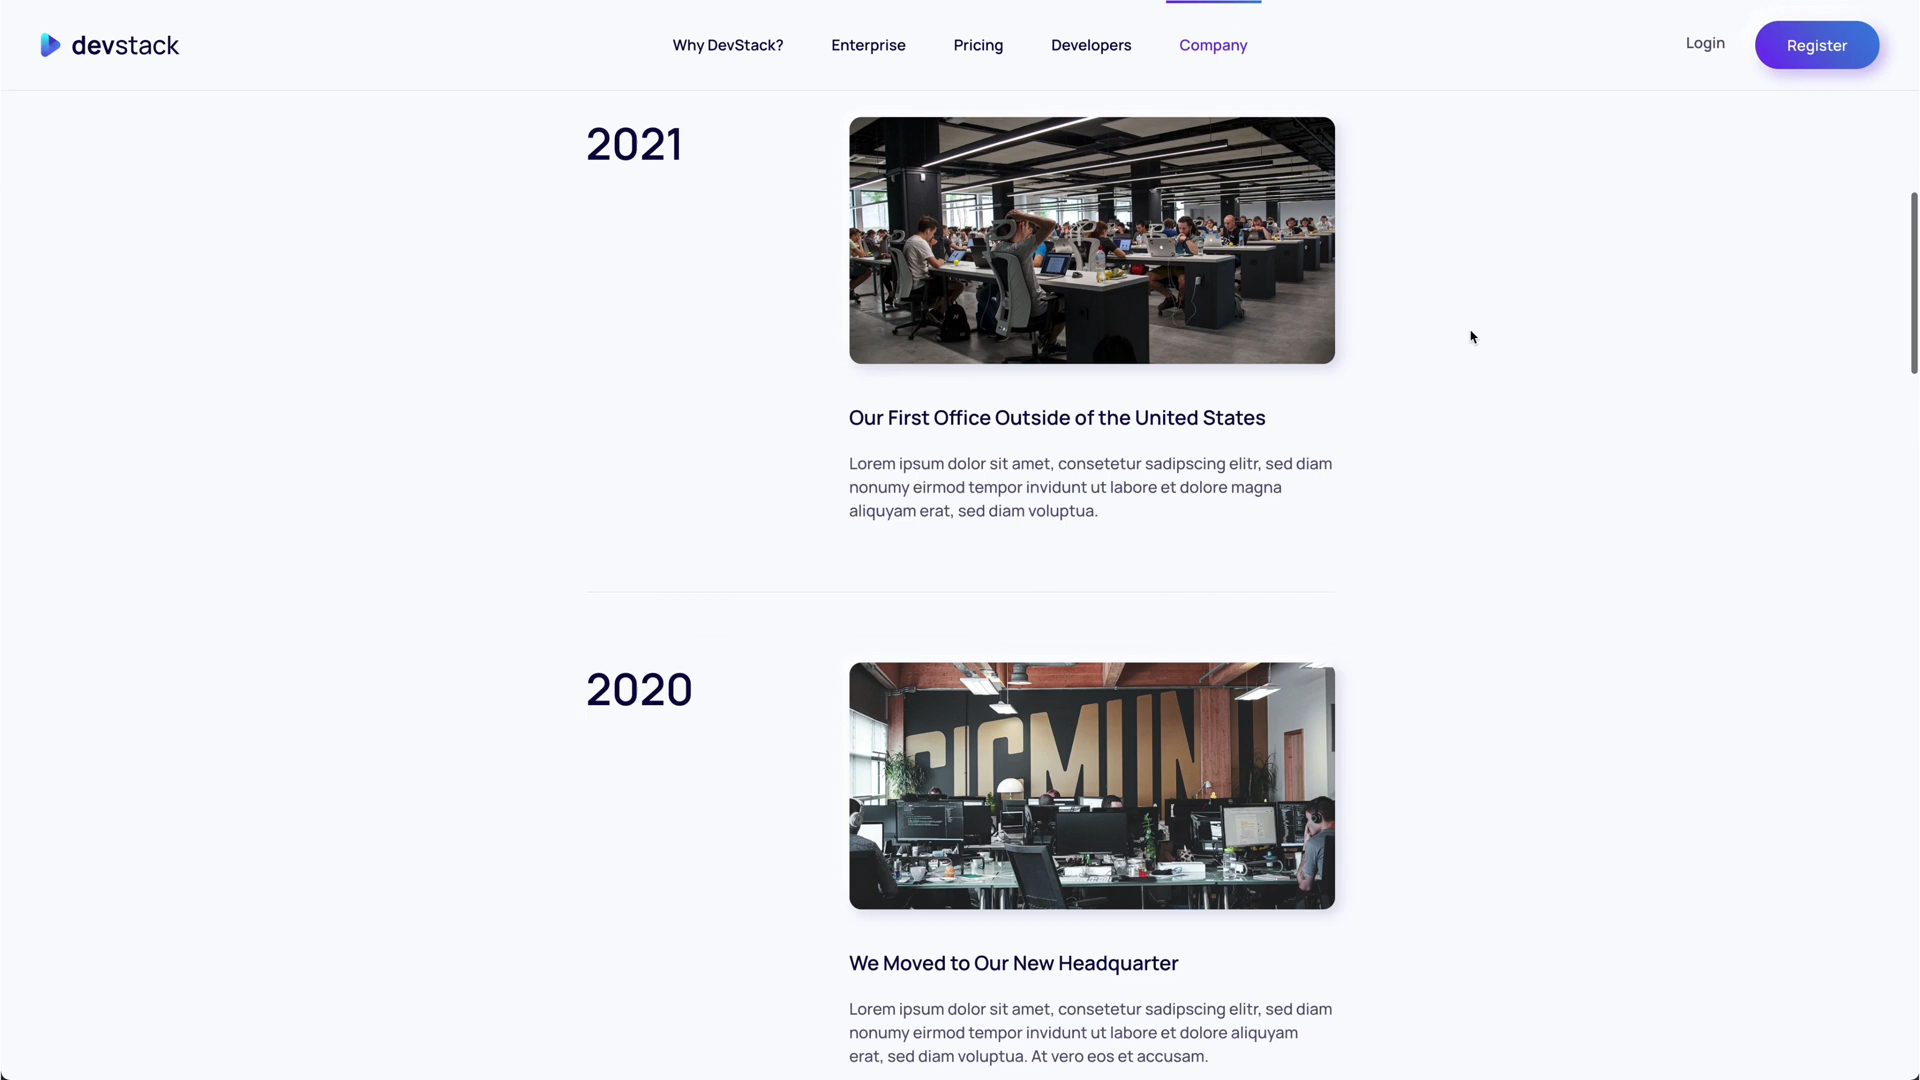 devstack
Why DevStack?
Enterprise
Pricing
Developers
Company
Login
Register
2021
Our First Office Outside of the United States
Lorem ipsum dolor sit amet, consetetur sadipscing elitr, sed diam
nonumy eirmod tempor invidunt ut labore et dolore magna
aliquyam erat, sed diam voluptua.
2020
We Moved to Our New Headquarter
Lorem ipsum dolor sit amet, consetetur sadipscing elitr, sed diam
nonumy eirmod tempor invidunt ut labore et dolore aliquyam
erat, sed diam voluptua. At vero eos et accusam.